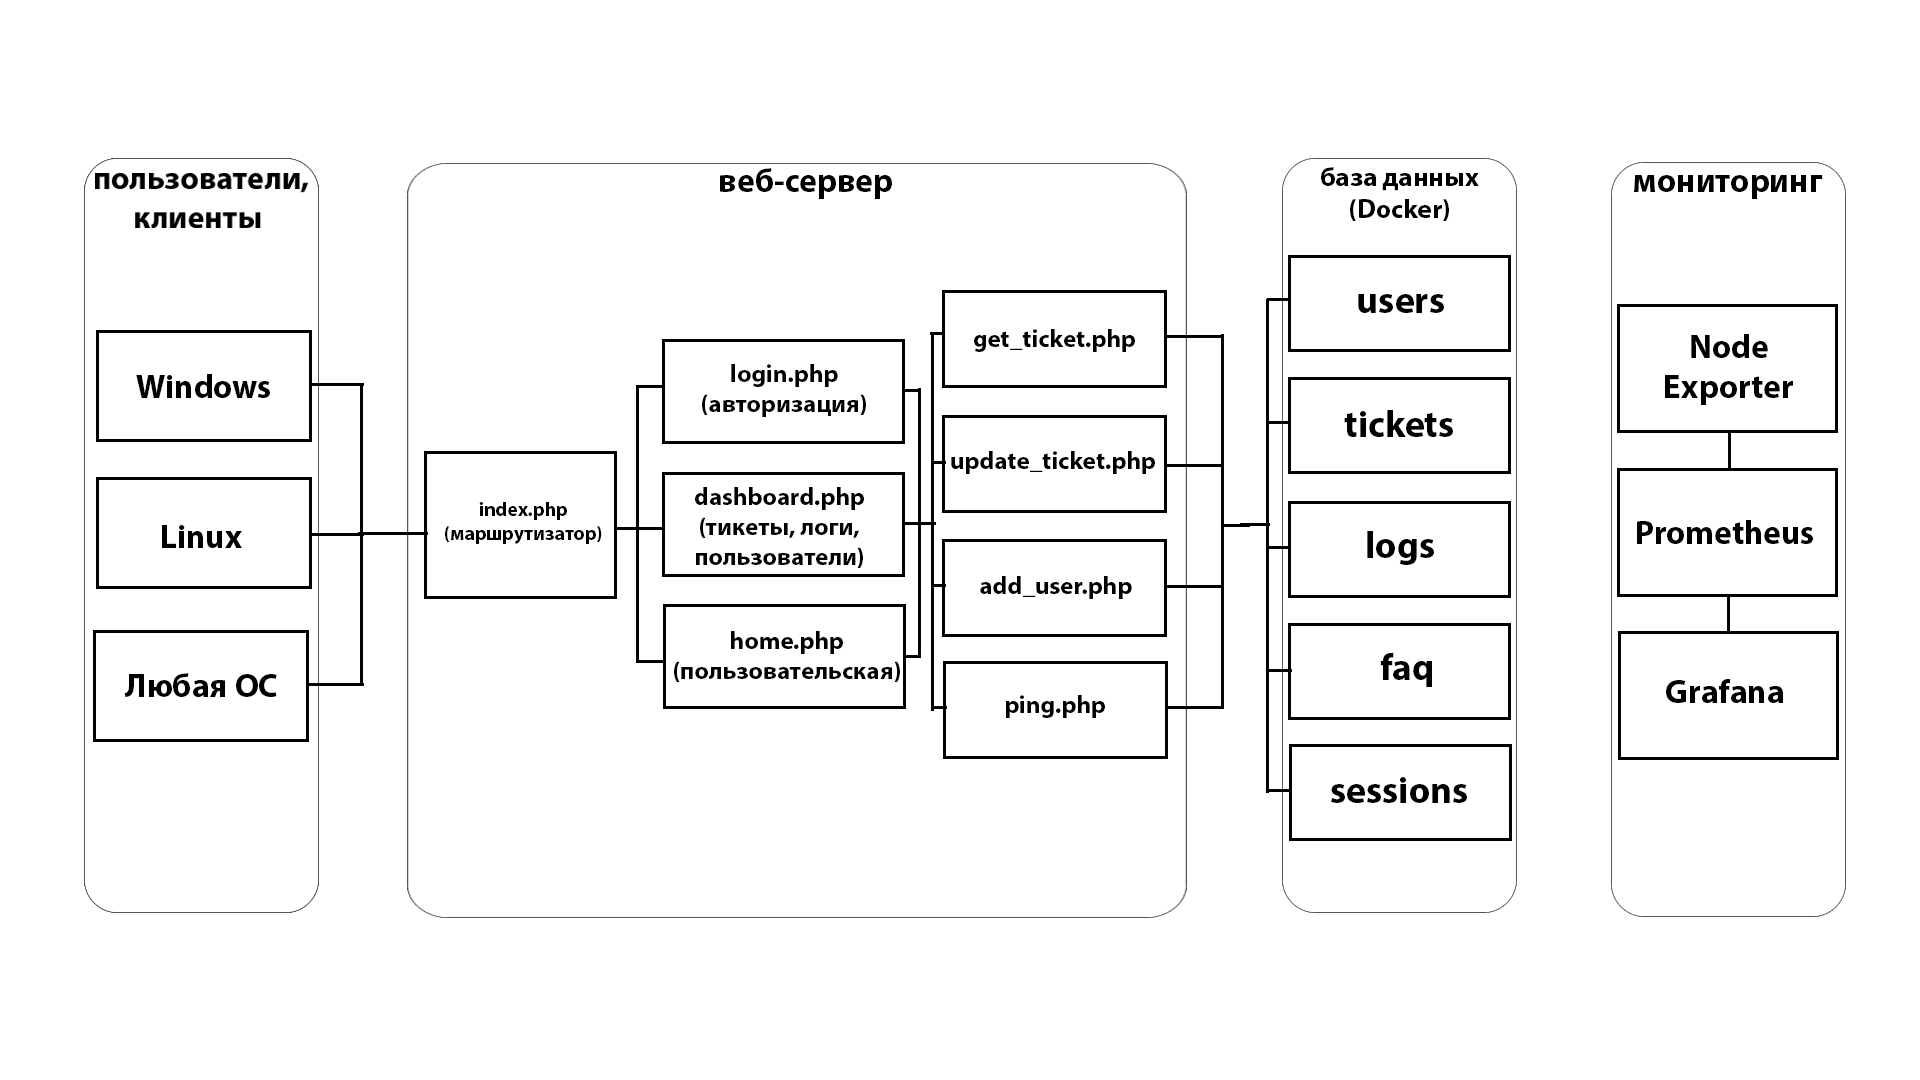 пользователи,
клиенты
Windows
Linux
Любая ОС
веб-сервер
index.php
(маршрутизатор)
login.php
(авторизация)
dashboard.php
(тикеты, логи,
пользователи)
home.php
(пользовательская)
get_ticket.php
update_ticket.php
add_user.php
ping.php
база данных
(Docker)
users
tickets
logs
faq
sessions
мониторинг
Node
Exporter
Prometheus
Grafana